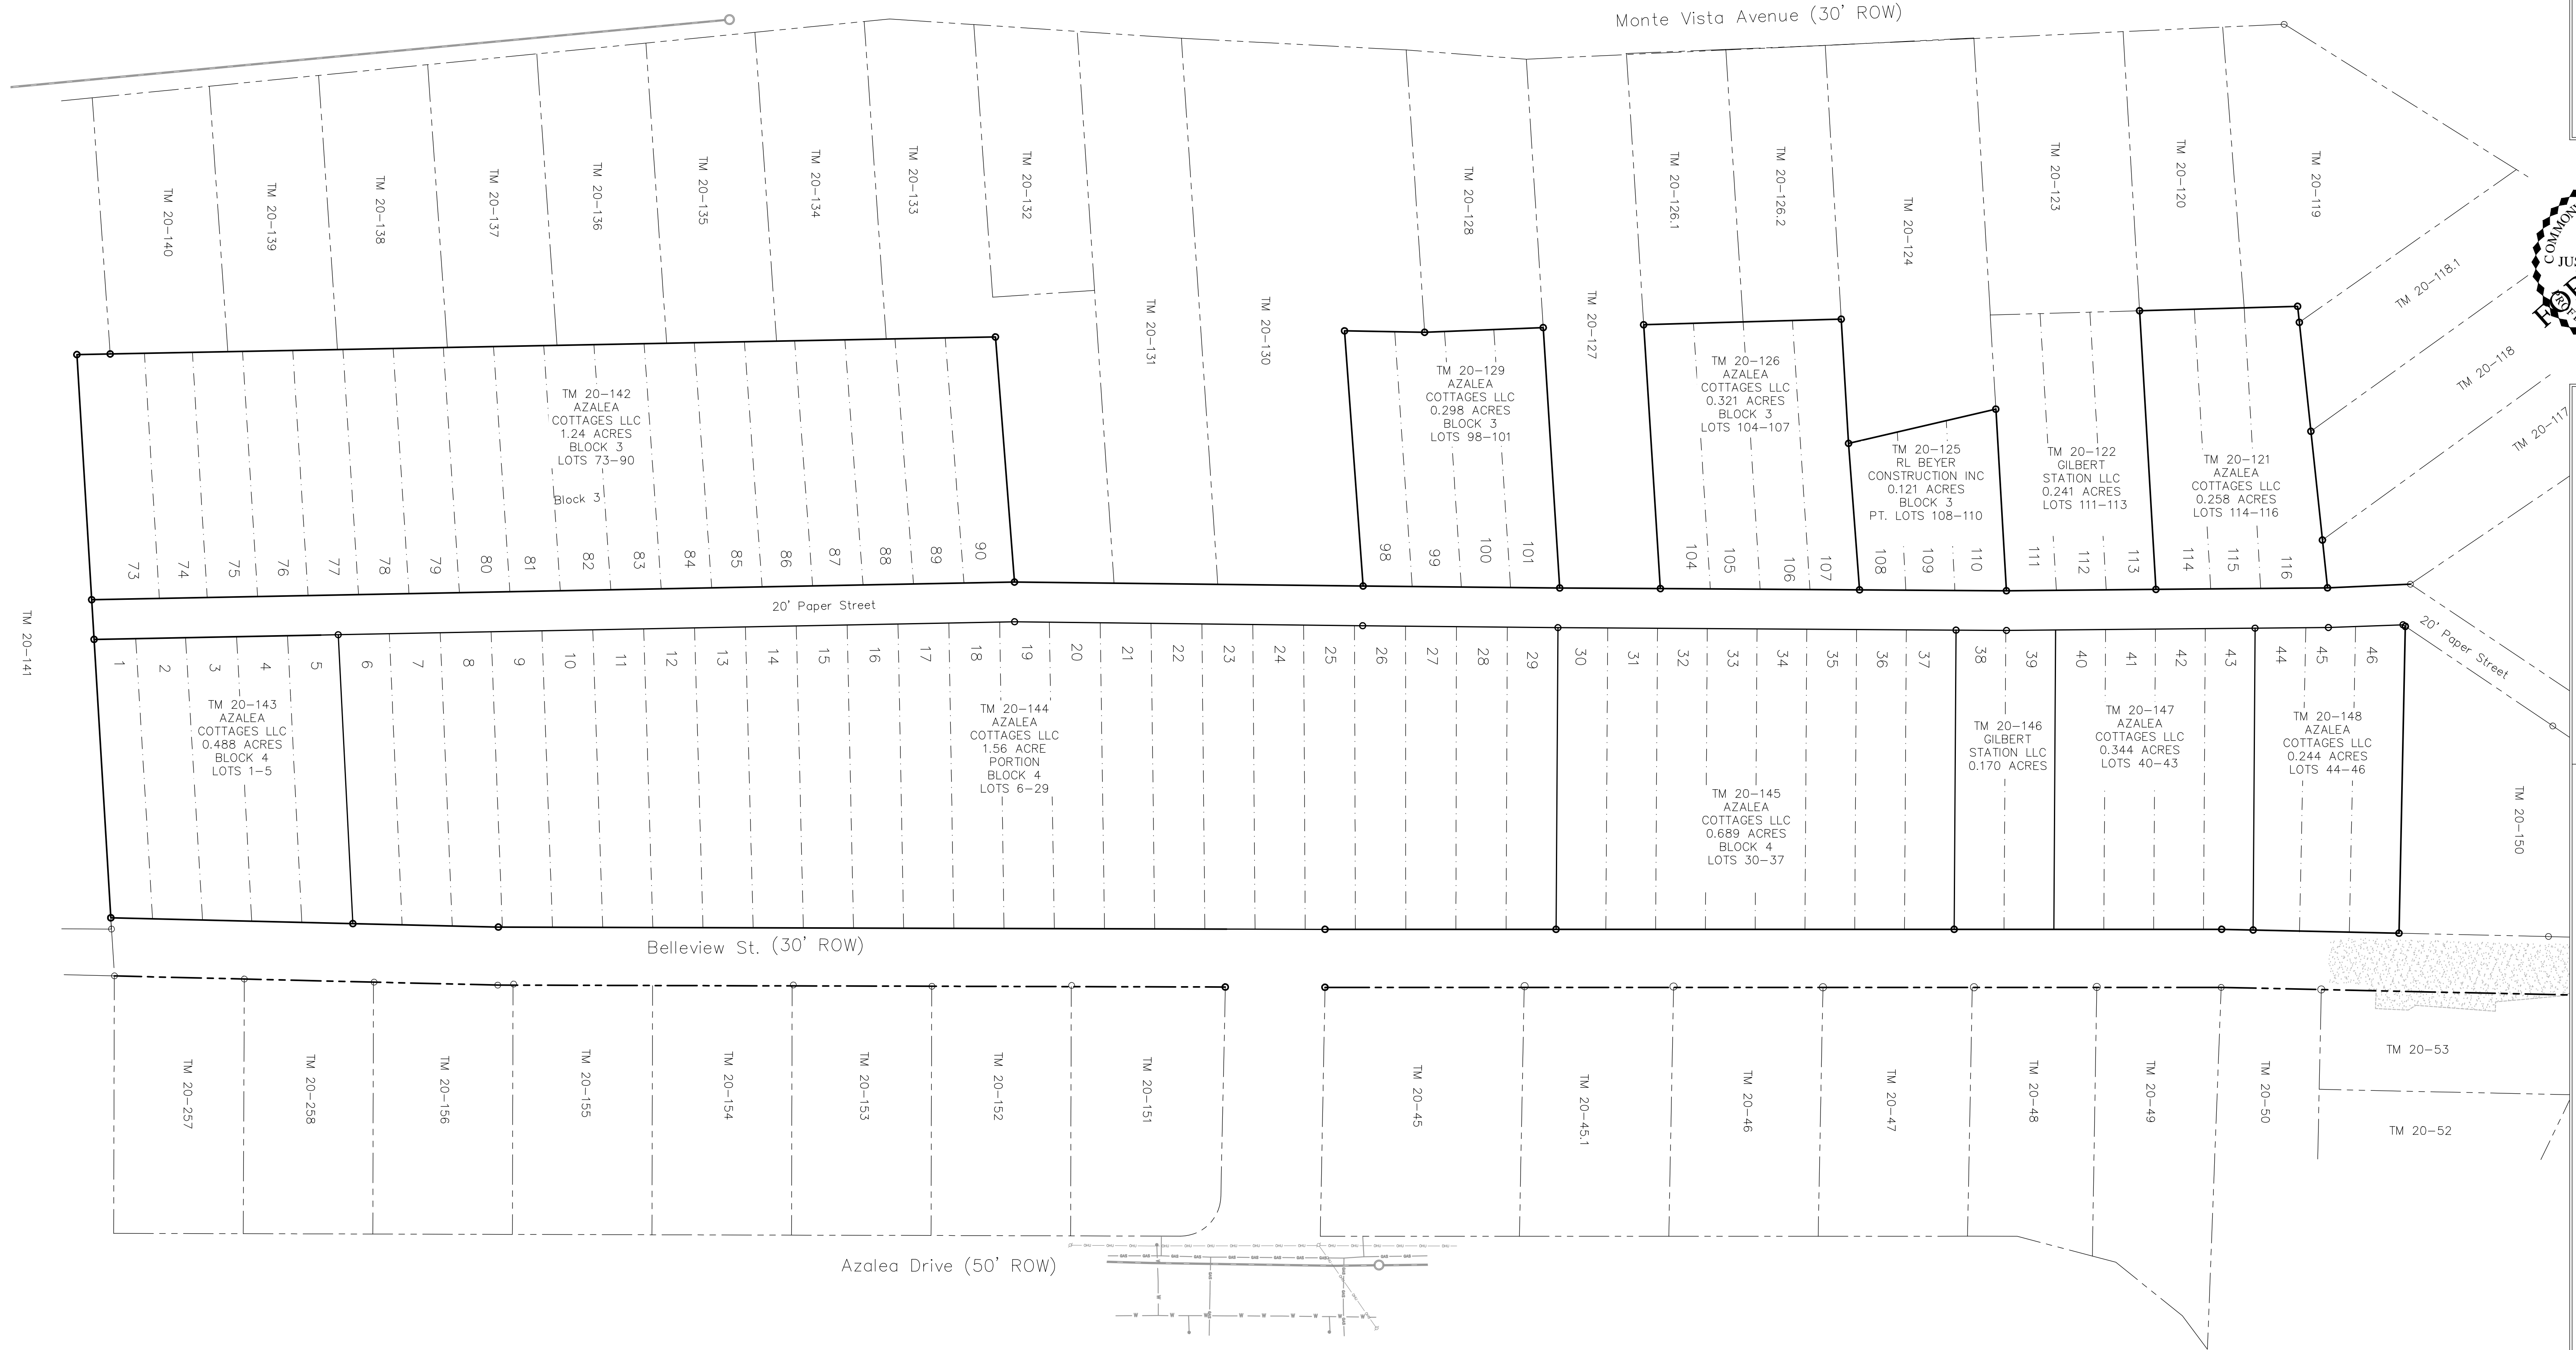 Monte Vista Avenue (30' ROW)
TM 20-140
TM 20-139
TM 20-138
TM 20-137
TM 20-136
TM 20-135
TM 20-134
TM 20-133
TM 20-132
TM 20-131
TM 20-130
TM 20-128
TM 20-127
TM 20-126.1
TM 20-126.2
TM 20-124
TM 20-123
TM 20-120
TM 20-119
TM 20-118.1
TM 20-118
TM 20-117
TM 20-142
AZALEA
COTTAGES LLC
1.24 ACRES
BLOCK 3
LOTS 73-90
Block 3
TM 20-129
AZALEA
COTTAGES LLC
0.298 ACRES
BLOCK 3
LOTS 98-101
TM 20-126
AZALEA
COTTAGES LLC
0.321 ACRES
BLOCK 3
LOTS 104-107
TM 20-125
RL BEYER
CONSTRUCTION INC
0.121 ACRES
BLOCK 3
PT. LOTS 108-110
TM 20-122
GILBERT
STATION LLC
0.241 ACRES
LOTS 111-113
TM 20-121
AZALEA
COTTAGES LLC
0.258 ACRES
LOTS 114-116
73
74
75
76
77
78
79
80
81
82
83
84
85
86
87
88
89
90
98
99
100
101
104
105
106
107
108
109
110
111
112
113
114
115
116
20' Paper Street
20' Paper Street
TM 20-141
1
2
3
4
5
6
7
8
9
10
11
12
13
14
15
16
17
18
19
20
21
22
23
24
25
26
27
28
29
30
31
32
33
34
35
36
37
38
39
40
41
42
43
44
45
46
TM 20-143
AZALEA
COTTAGES LLC
0.488 ACRES
BLOCK 4
LOTS 1-5
TM 20-144
AZALEA
COTTAGES LLC
1.56 ACRE
PORTION
BLOCK 4
LOTS 6-29
TM 20-145
AZALEA
COTTAGES LLC
0.689 ACRES
BLOCK 4
LOTS 30-37
TM 20-146
GILBERT
STATION LLC
0.170 ACRES
TM 20-147
AZALEA
COTTAGES LLC
0.344 ACRES
LOTS 40-43
TM 20-148
AZALEA
COTTAGES LLC
0.244 ACRES
LOTS 44-46
TM 20-150
Belleview St. (30' ROW)
TM 20-257
TM 20-258
TM 20-156
TM 20-155
TM 20-154
TM 20-153
TM 20-152
TM 20-151
TM 20-45
TM 20-45.1
TM 20-46
TM 20-47
TM 20-48
TM 20-49
TM 20-50
TM 20-53
TM 20-52
Azalea Drive (50' ROW)